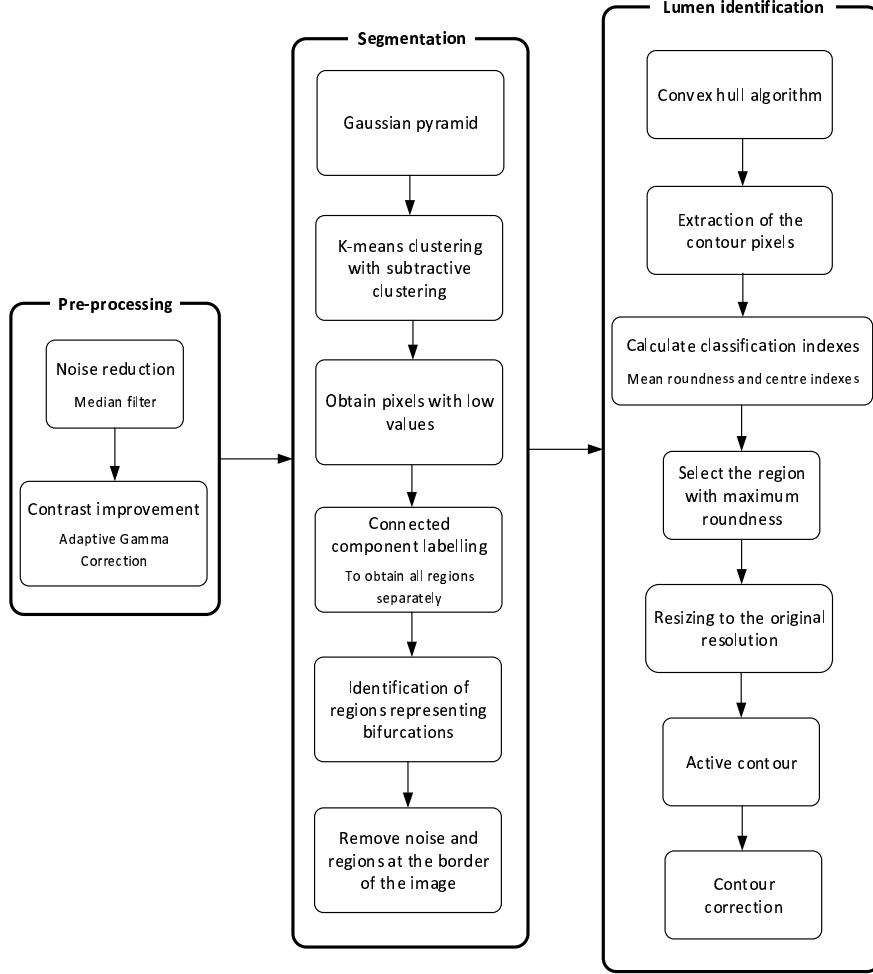 Pre-processing
Noise reduction
Median filter
Contrast improvement
Adaptive Gamma
Correction
Segmentation
Gaussian pyramid
K-means clustering
with subtractive
clustering
Obtain pixels with low
values
Connected
component labelling
To obtain all regions
separately
Identification of
regions representing
bifurcations
Remove noise and
regions at the border
of the image
Lumen identification
Convex hull algorithm
Extraction of the
contour pixels
Calculate classification indexes
Mean roundness and centre indexes
Select the region
with maximum
roundness
Resizing to the original
resolution
Active contour
Contour
correction